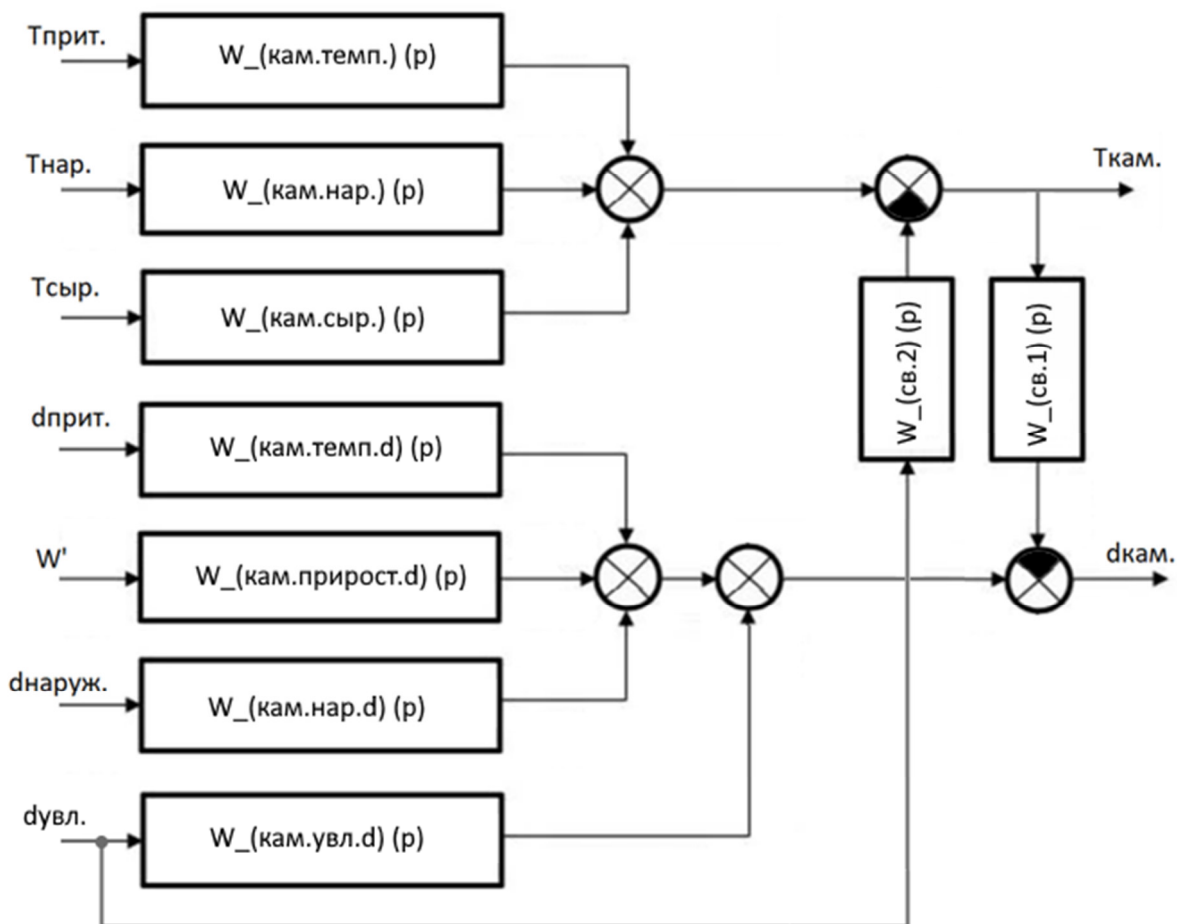 Tприт.
W_(кам.темп.) (p)
Tнар.
W_(кам.нар.) (p)
Tкам.
Tсыр.
W_(кам.сыр.) (p)
W_(св.2) (p)
W_(св.1) (p)
dприт.
W_(кам.темп.d) (p)
W'
W_(кам.прирост.d) (p)
dкам.
dнаруж.
W_(кам.нар.d) (p)
dувл.
W_(кам.увл.d) (p)